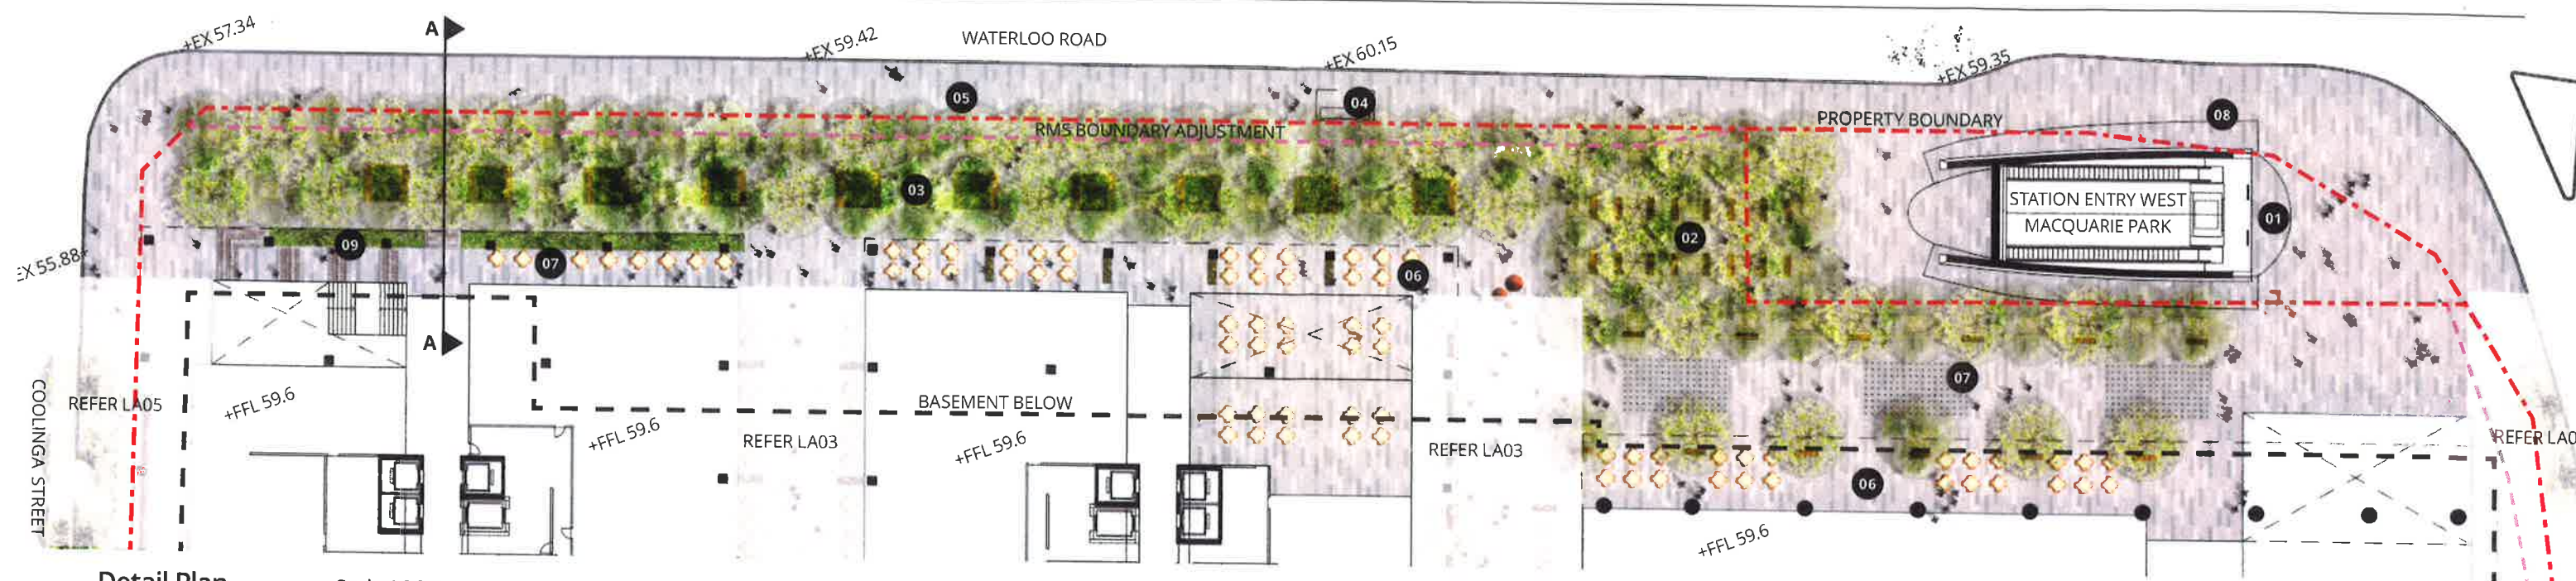 +EX 57.34
A
+EX 59.42
WATERLOO ROAD
+EX 60.15
+EX 59.35
05
04
08
RMS BOUNDARY ADJUSTMENT
PROPERTY BOUNDARY
03
STATION ENTRY WEST
MACQUARIE PARK
01
02
09
07
06
EX 55.88+
A
07
COOLINGA STREET
REFER LA05
+FFL 59.6
BASEMENT BELOW
+FFL 59.6
REFER LA03
+FFL 59.6
REFER LA03
REFER
06
+FFL 59.6
Detail Plan